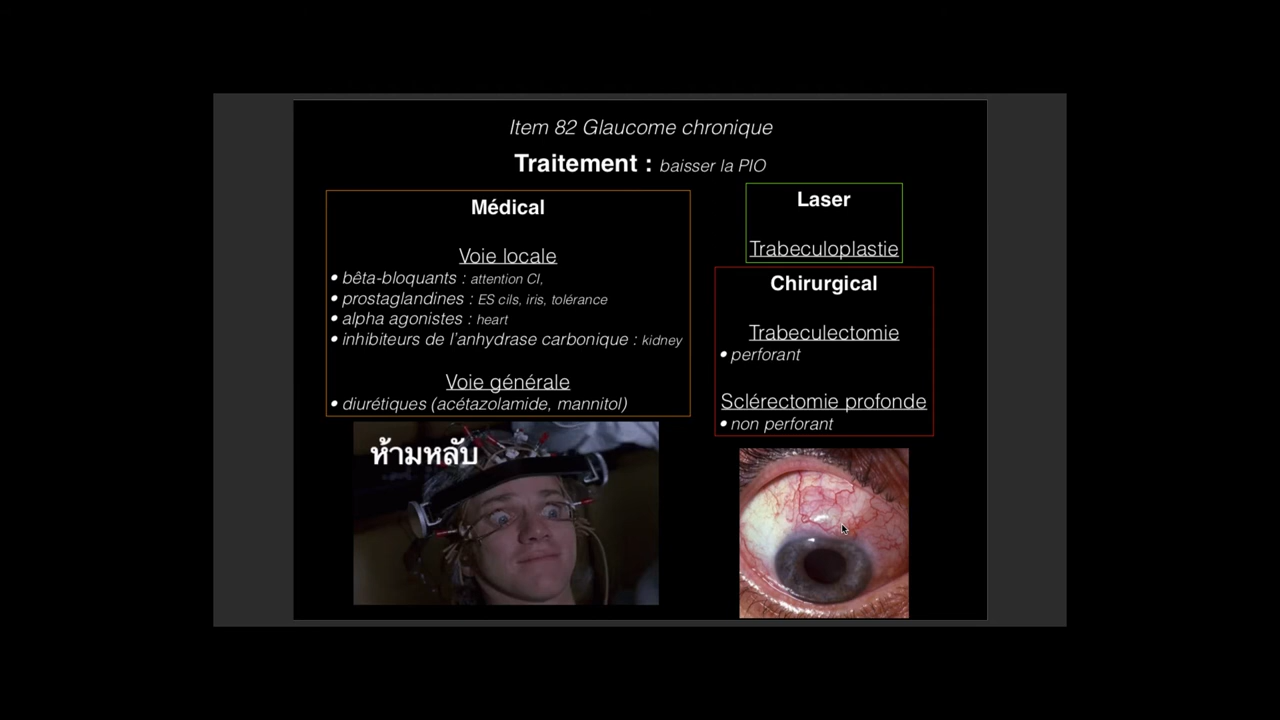 Item 82 Glaucome chronique
Traitement : baisser la PIO
Médical
Voie locale
• bêta-bloquants : attention CI,
• prostaglandines : ES cils, iris, tolérance
• alpha agonistes : heart
• inhibiteurs de l'anhydrase carbonique : kidney
Voie générale
• diurétiques (acétazolamide, mannitol)
Laser
Trabeculoplastie
Chirurgical
Trabeculectomie
• perforant
Sclérectomie profonde
• non perforant
ห้ามหลับ